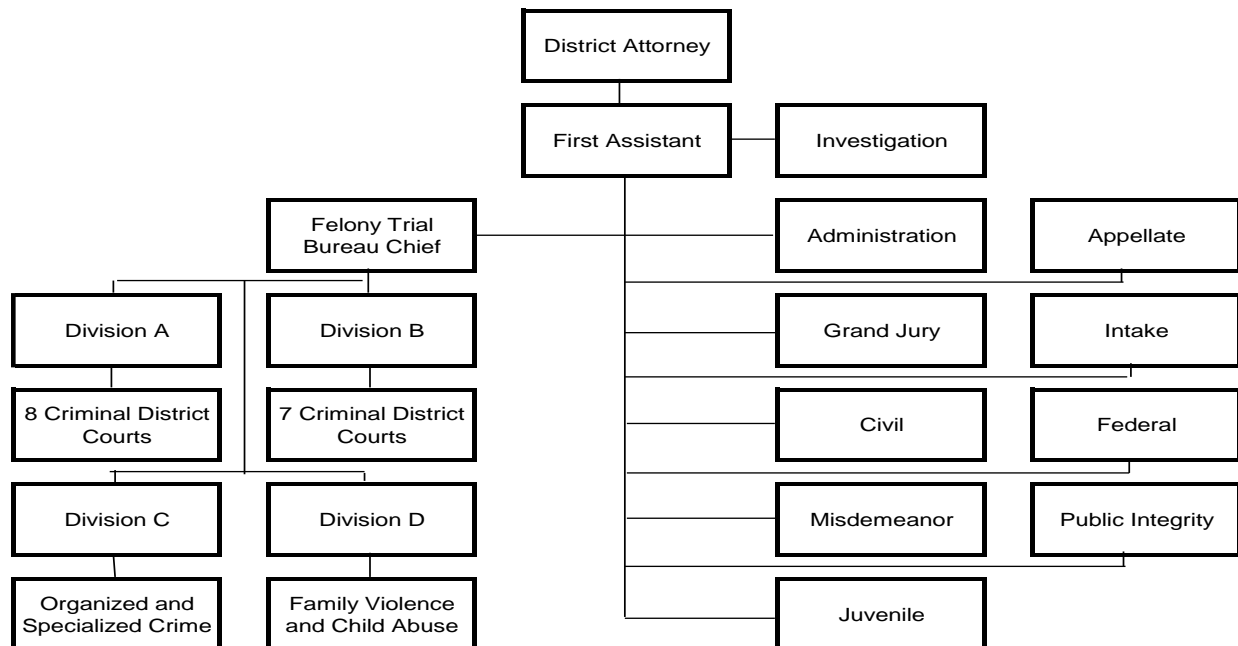 District Attorney
First Assistant
Investigation
Felony Trial
Bureau Chief
Administration
Appellate
Division A
Division B
Grand Jury
Intake
8 Criminal District
Courts
7 Criminal District
Courts
Civil
Federal
Division C
Division D
Misdemeanor
Public Integrity
Organized and
Specialized Crime
Family Violence
and Child Abuse
Juvenile